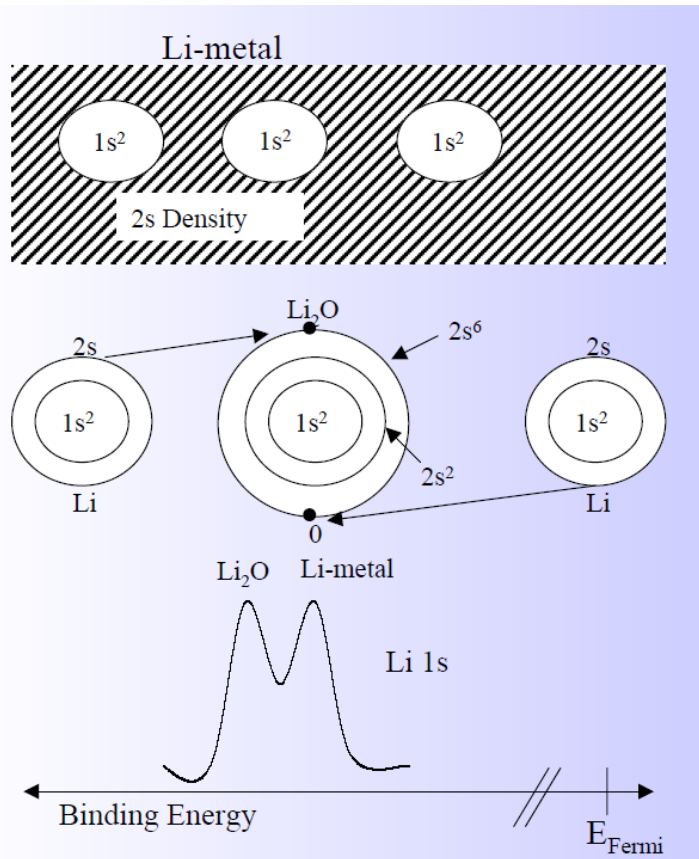 Li-metal
1s²
1s²
1s²
2s Density
Li₂O
2s⁶
2s
2s
1s²
1s²
1s²
2s²
Li
Li
0
Li₂O
Li-metal
Li 1s
Binding Energy
E_Fermi